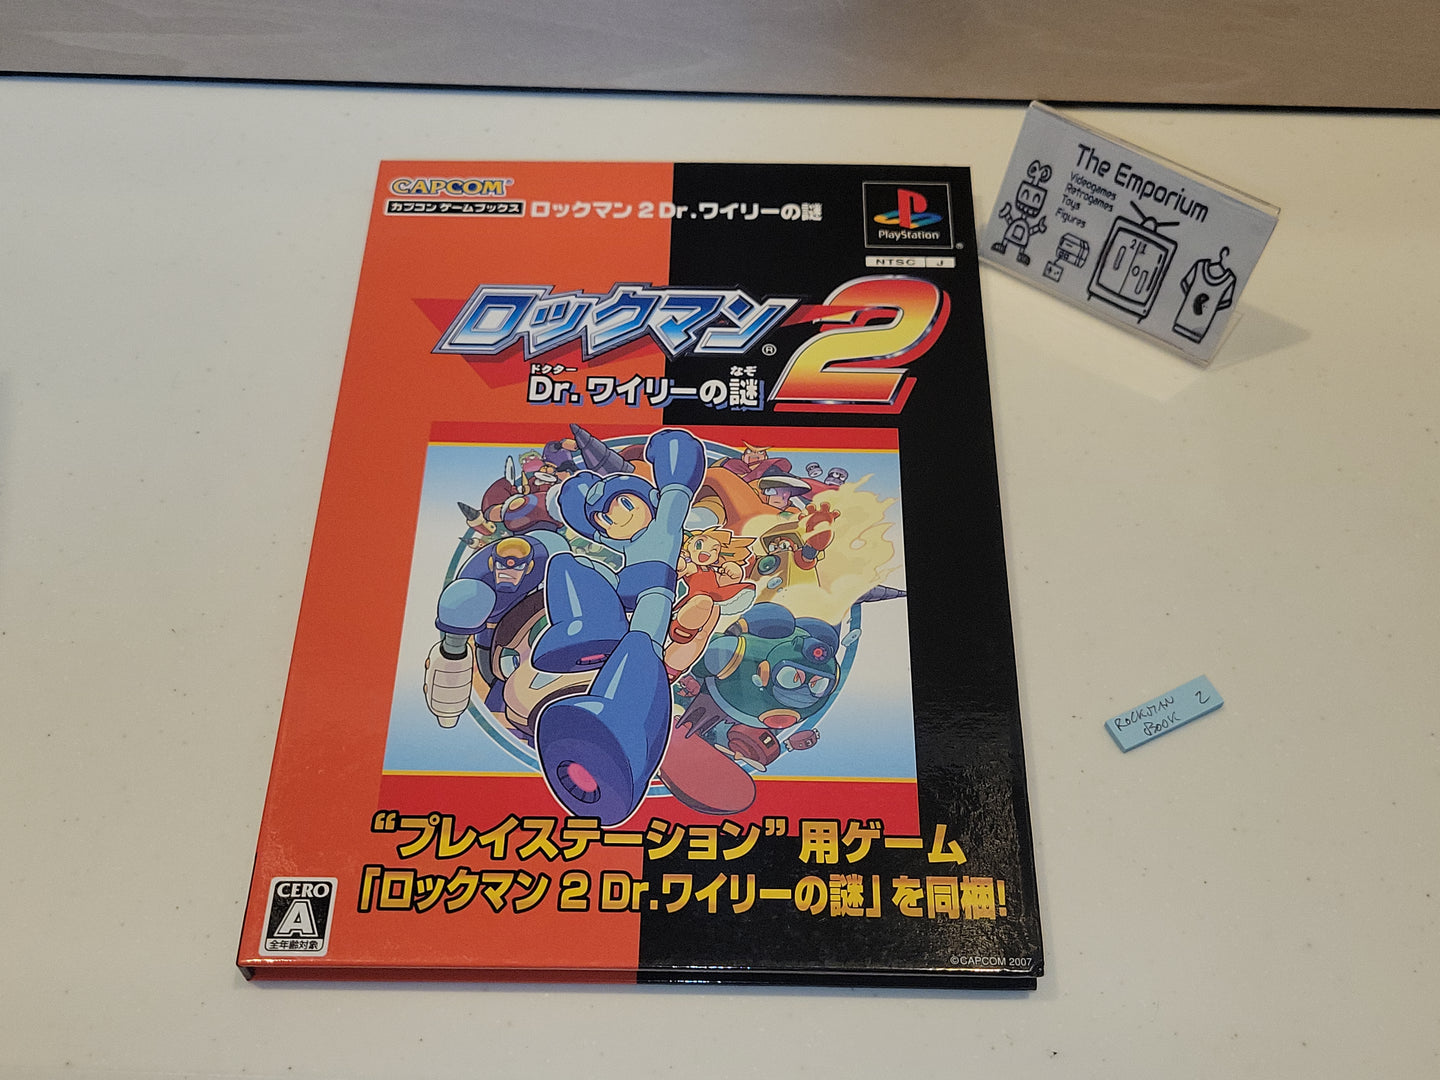 CAPCOM®
カプコン ゲームブックス ロックマン 2 Dr.ワイリーの謎
PlayStation®
NTSC J
ロックマン®2
ドクター なぞ
Dr.ワイリーの謎
“プレイステーション”用ゲーム
「ロックマン 2 Dr.ワイリーの謎」を同梱!
CERO
A
全年齢対象
©CAPCOM 2007
The Emporium
Videogames
Retrogames
Toys
Figures
ROCKMAN 2
BOOK